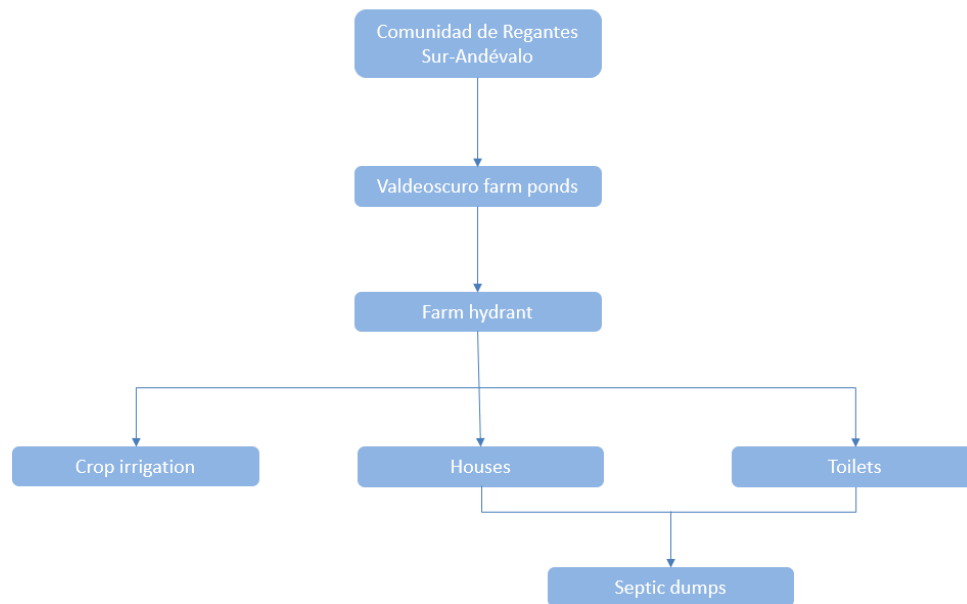 Comunidad de Regantes
Sur-Andévalo
Valdeoscuro farm ponds
Farm hydrant
Crop irrigation
Houses
Toilets
Septic dumps